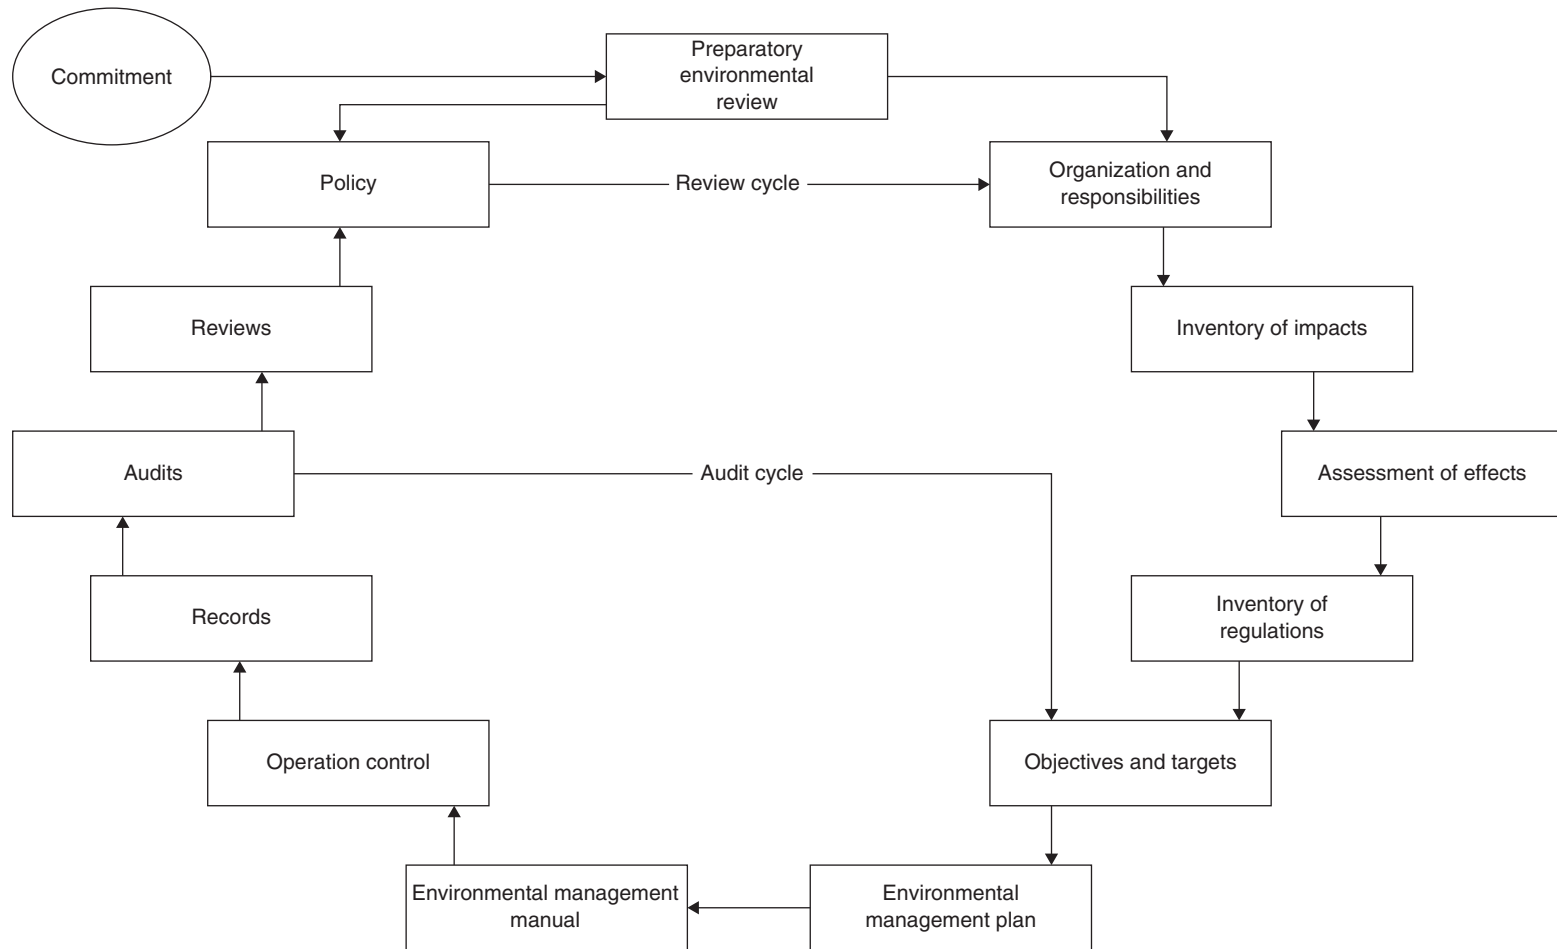 Commitment
Preparatory
environmental
review
Policy
Review cycle
Organization and
responsibilities
Reviews
Inventory of impacts
Audits
Audit cycle
Assessment of effects
Records
Inventory of
regulations
Operation control
Objectives and targets
Environmental management
manual
Environmental
management plan